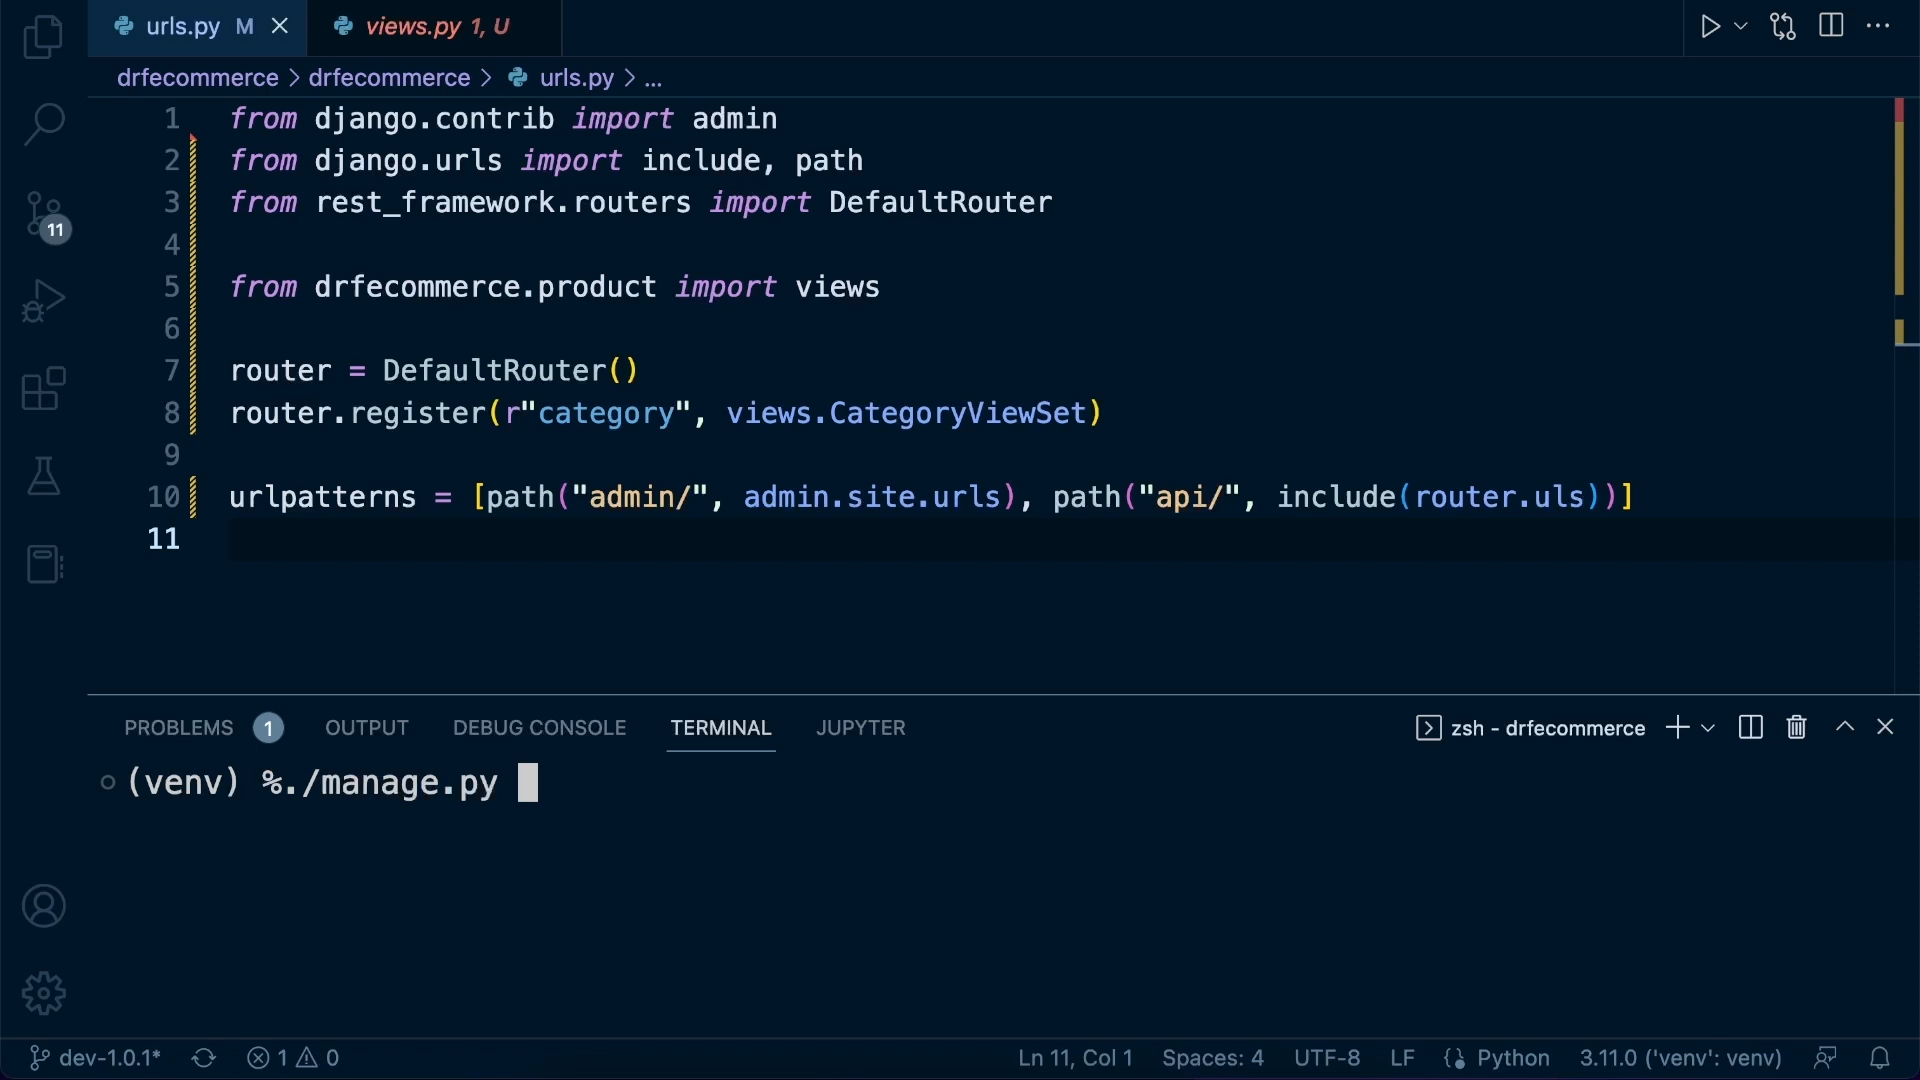 urls.py M
views.py 1, U
drfecommerce > drfecommerce > urls.py > ...
1 from django.contrib import admin
2 from django.urls import include, path
3 from rest_framework.routers import DefaultRouter
4
5 from drfecommerce.product import views
6
7 router = DefaultRouter()
8 router.register(r"category", views.CategoryViewSet)
9
10 urlpatterns = [path("admin/", admin.site.urls), path("api/", include(router.uls))]
11
11
PROBLEMS 1 OUTPUT DEBUG CONSOLE TERMINAL JUPYTER zsh - drfecommerce
(venv) %./manage.py
dev-1.0.1* 1 0 Ln 11, Col 1 Spaces: 4 UTF-8 LF Python 3.11.0 ('venv': venv)